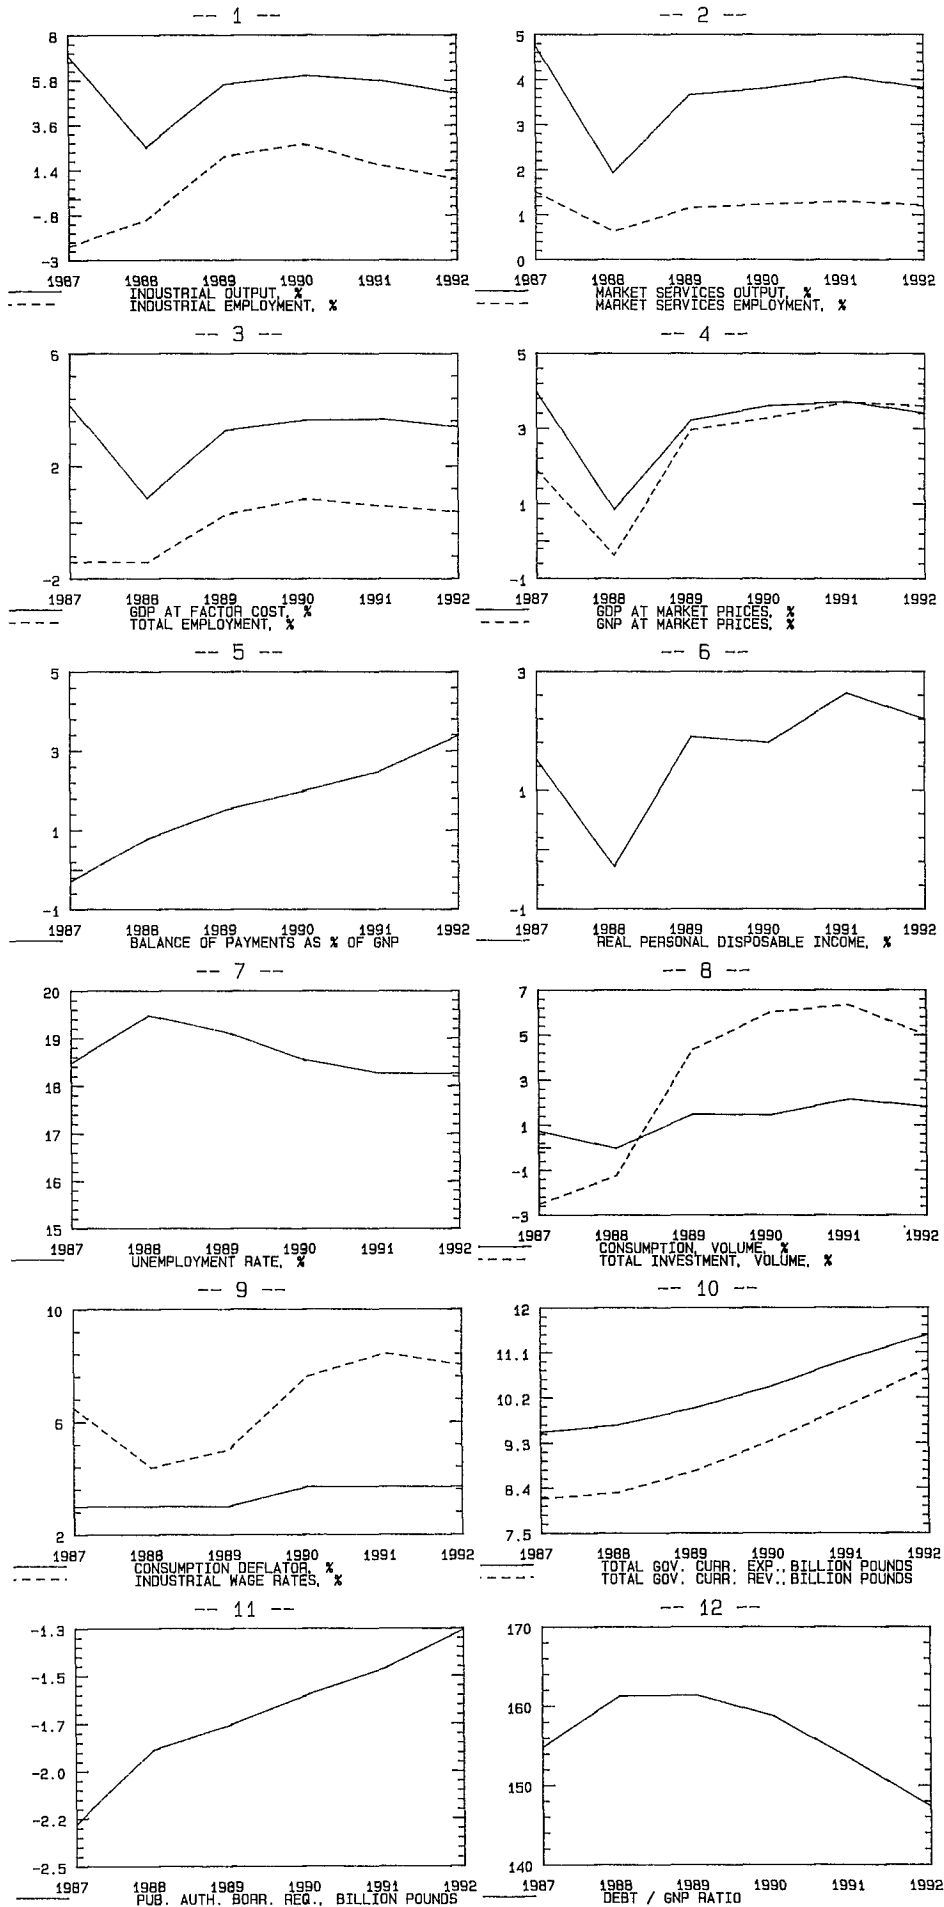 -- 1 --
8
5.8
3.6
1.4
-.8
-3
1987 1988 1989 1990 1991 1992
INDUSTRIAL OUTPUT, %
INDUSTRIAL EMPLOYMENT, %
-- 2 --
5
4
3
2
1
0
1987 1988 1989 1990 1991 1992
MARKET SERVICES OUTPUT, %
MARKET SERVICES EMPLOYMENT, %
-- 3 --
6
2
-2
1987 1988 1989 1990 1991 1992
GDP AT FACTOR COST, %
TOTAL EMPLOYMENT, %
-- 4 --
5
3
1
-1
1987 1988 1989 1990 1991 1992
GDP AT MARKET PRICES, %
GNP AT MARKET PRICES, %
-- 5 --
5
3
1
-1
1987 1988 1989 1990 1991 1992
BALANCE OF PAYMENTS AS % OF GNP
-- 6 --
3
1
-1
1987 1988 1989 1990 1991 1992
REAL PERSONAL DISPOSABLE INCOME, %
-- 7 --
20
19
18
17
16
15
1987 1988 1989 1990 1991 1992
UNEMPLOYMENT RATE, %
-- 8 --
7
5
3
1
-1
-3
1987 1988 1989 1990 1991 1992
CONSUMPTION, VOLUME, %
TOTAL INVESTMENT, VOLUME, %
-- 9 --
10
6
2
1987 1988 1989 1990 1991 1992
CONSUMPTION DEFLATOR, %
INDUSTRIAL WAGE RATES, %
-- 10 --
12
11.1
10.2
9.3
8.4
7.5
1987 1988 1989 1990 1991 1992
TOTAL GOV. CURR. EXP., BILLION POUNDS
TOTAL GOV. CURR. REV., BILLION POUNDS
-- 11 --
-1.3
-1.5
-1.7
-2.0
-2.2
-2.5
1987 1988 1989 1990 1991 1992
PUB. AUTH. BORR. REQ., BILLION POUNDS
-- 12 --
170
160
150
140
1987 1988 1989 1990 1991 1992
DEBT / GNP RATIO